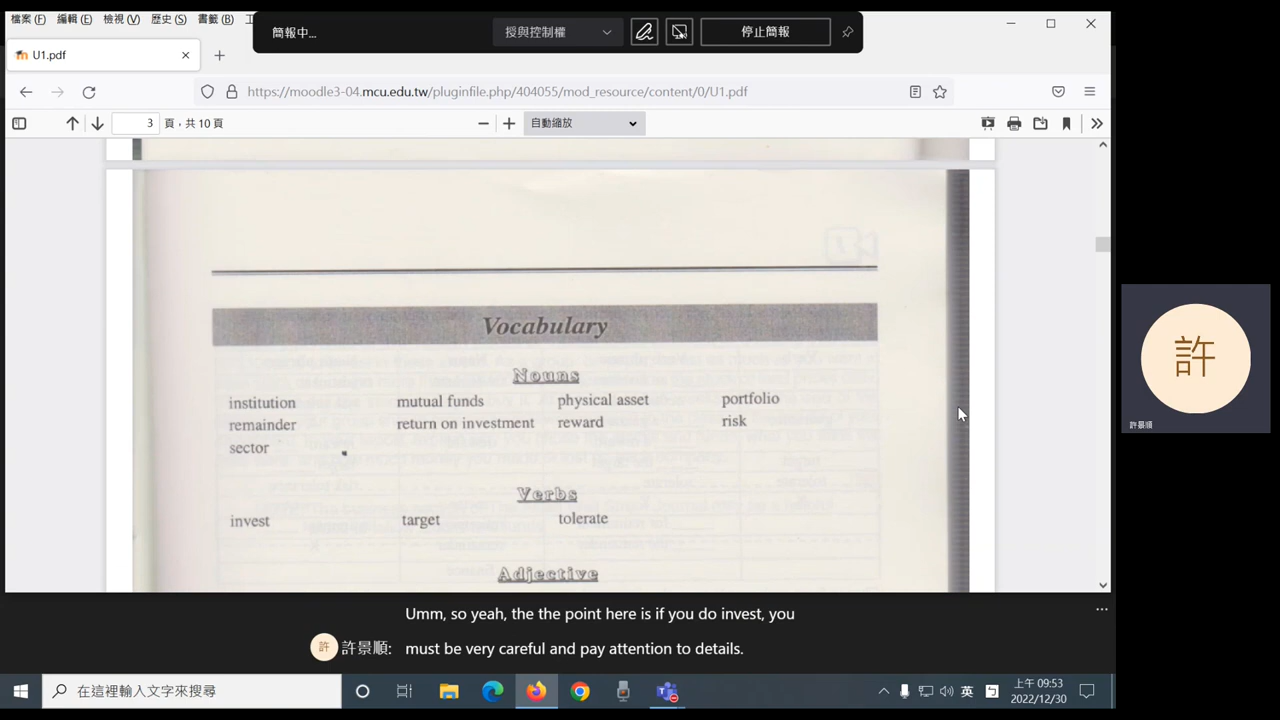 檔案(F) 編輯(E) 檢視(V) 歷史(S) 書籤(B)
簡報中... 授與控制權 停止簡報
U1.pdf
https://moodle3-04.mcu.edu.tw/pluginfile.php/404055/mod_resource/content/0/U1.pdf
3 頁，共 10 頁 自動縮放
Vocabulary
Nouns
institution mutual funds physical asset portfolio
remainder return on investment reward risk
sector
Verbs
invest target tolerate
Adjective
許
許景順
Umm, so yeah, the the point here is if you do invest, you
許 許景順: must be very careful and pay attention to details.
在這裡輸入文字來搜尋
英
上午 09:53
2022/12/30